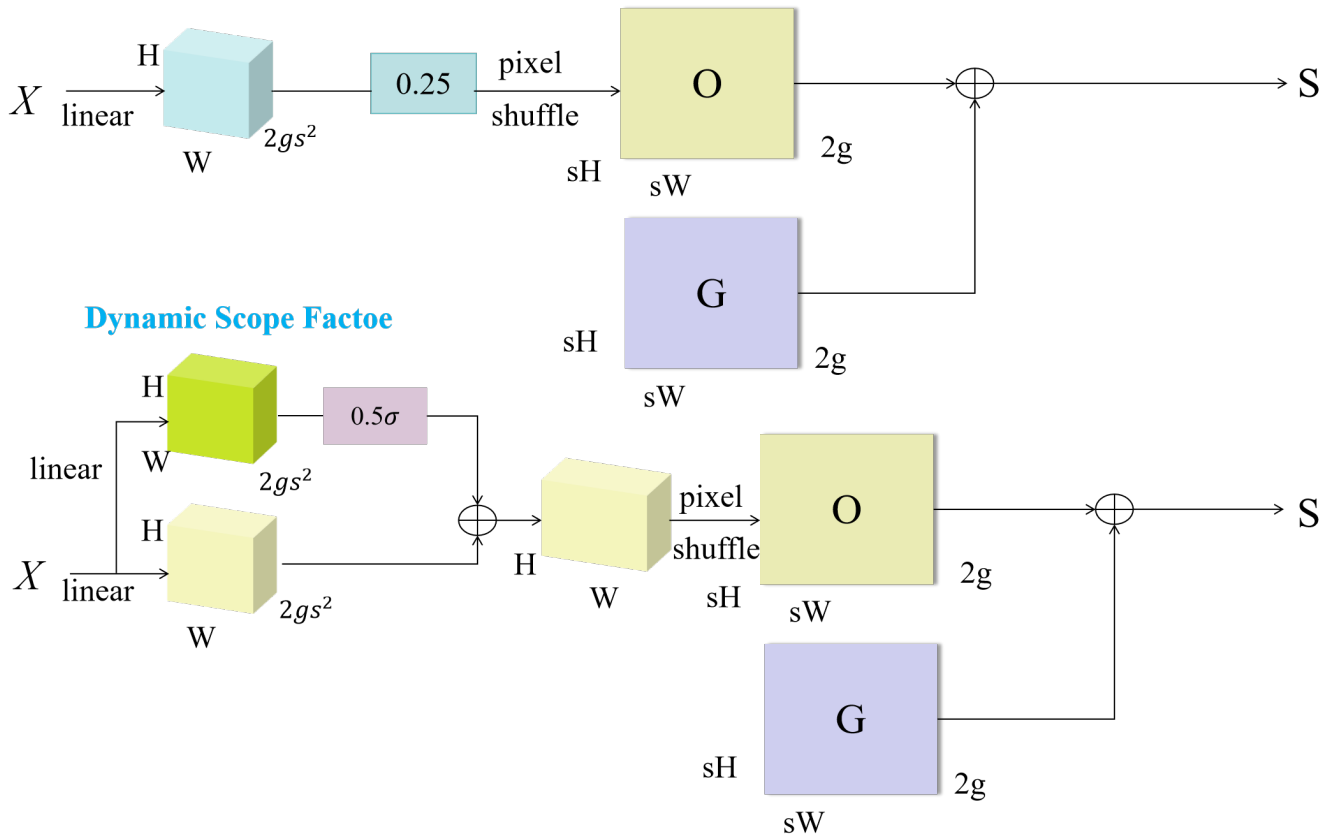 X
linear
H
W
2gs²
0.25
pixel
shuffle
O
sH
sW
2g
S
G
sH
sW
2g
Dynamic Scope Factoe
H
W
2gs²
0.5σ
linear
X
linear
H
W
2gs²
H
W
pixel
shuffle
O
sH
sW
2g
S
G
sH
sW
2g